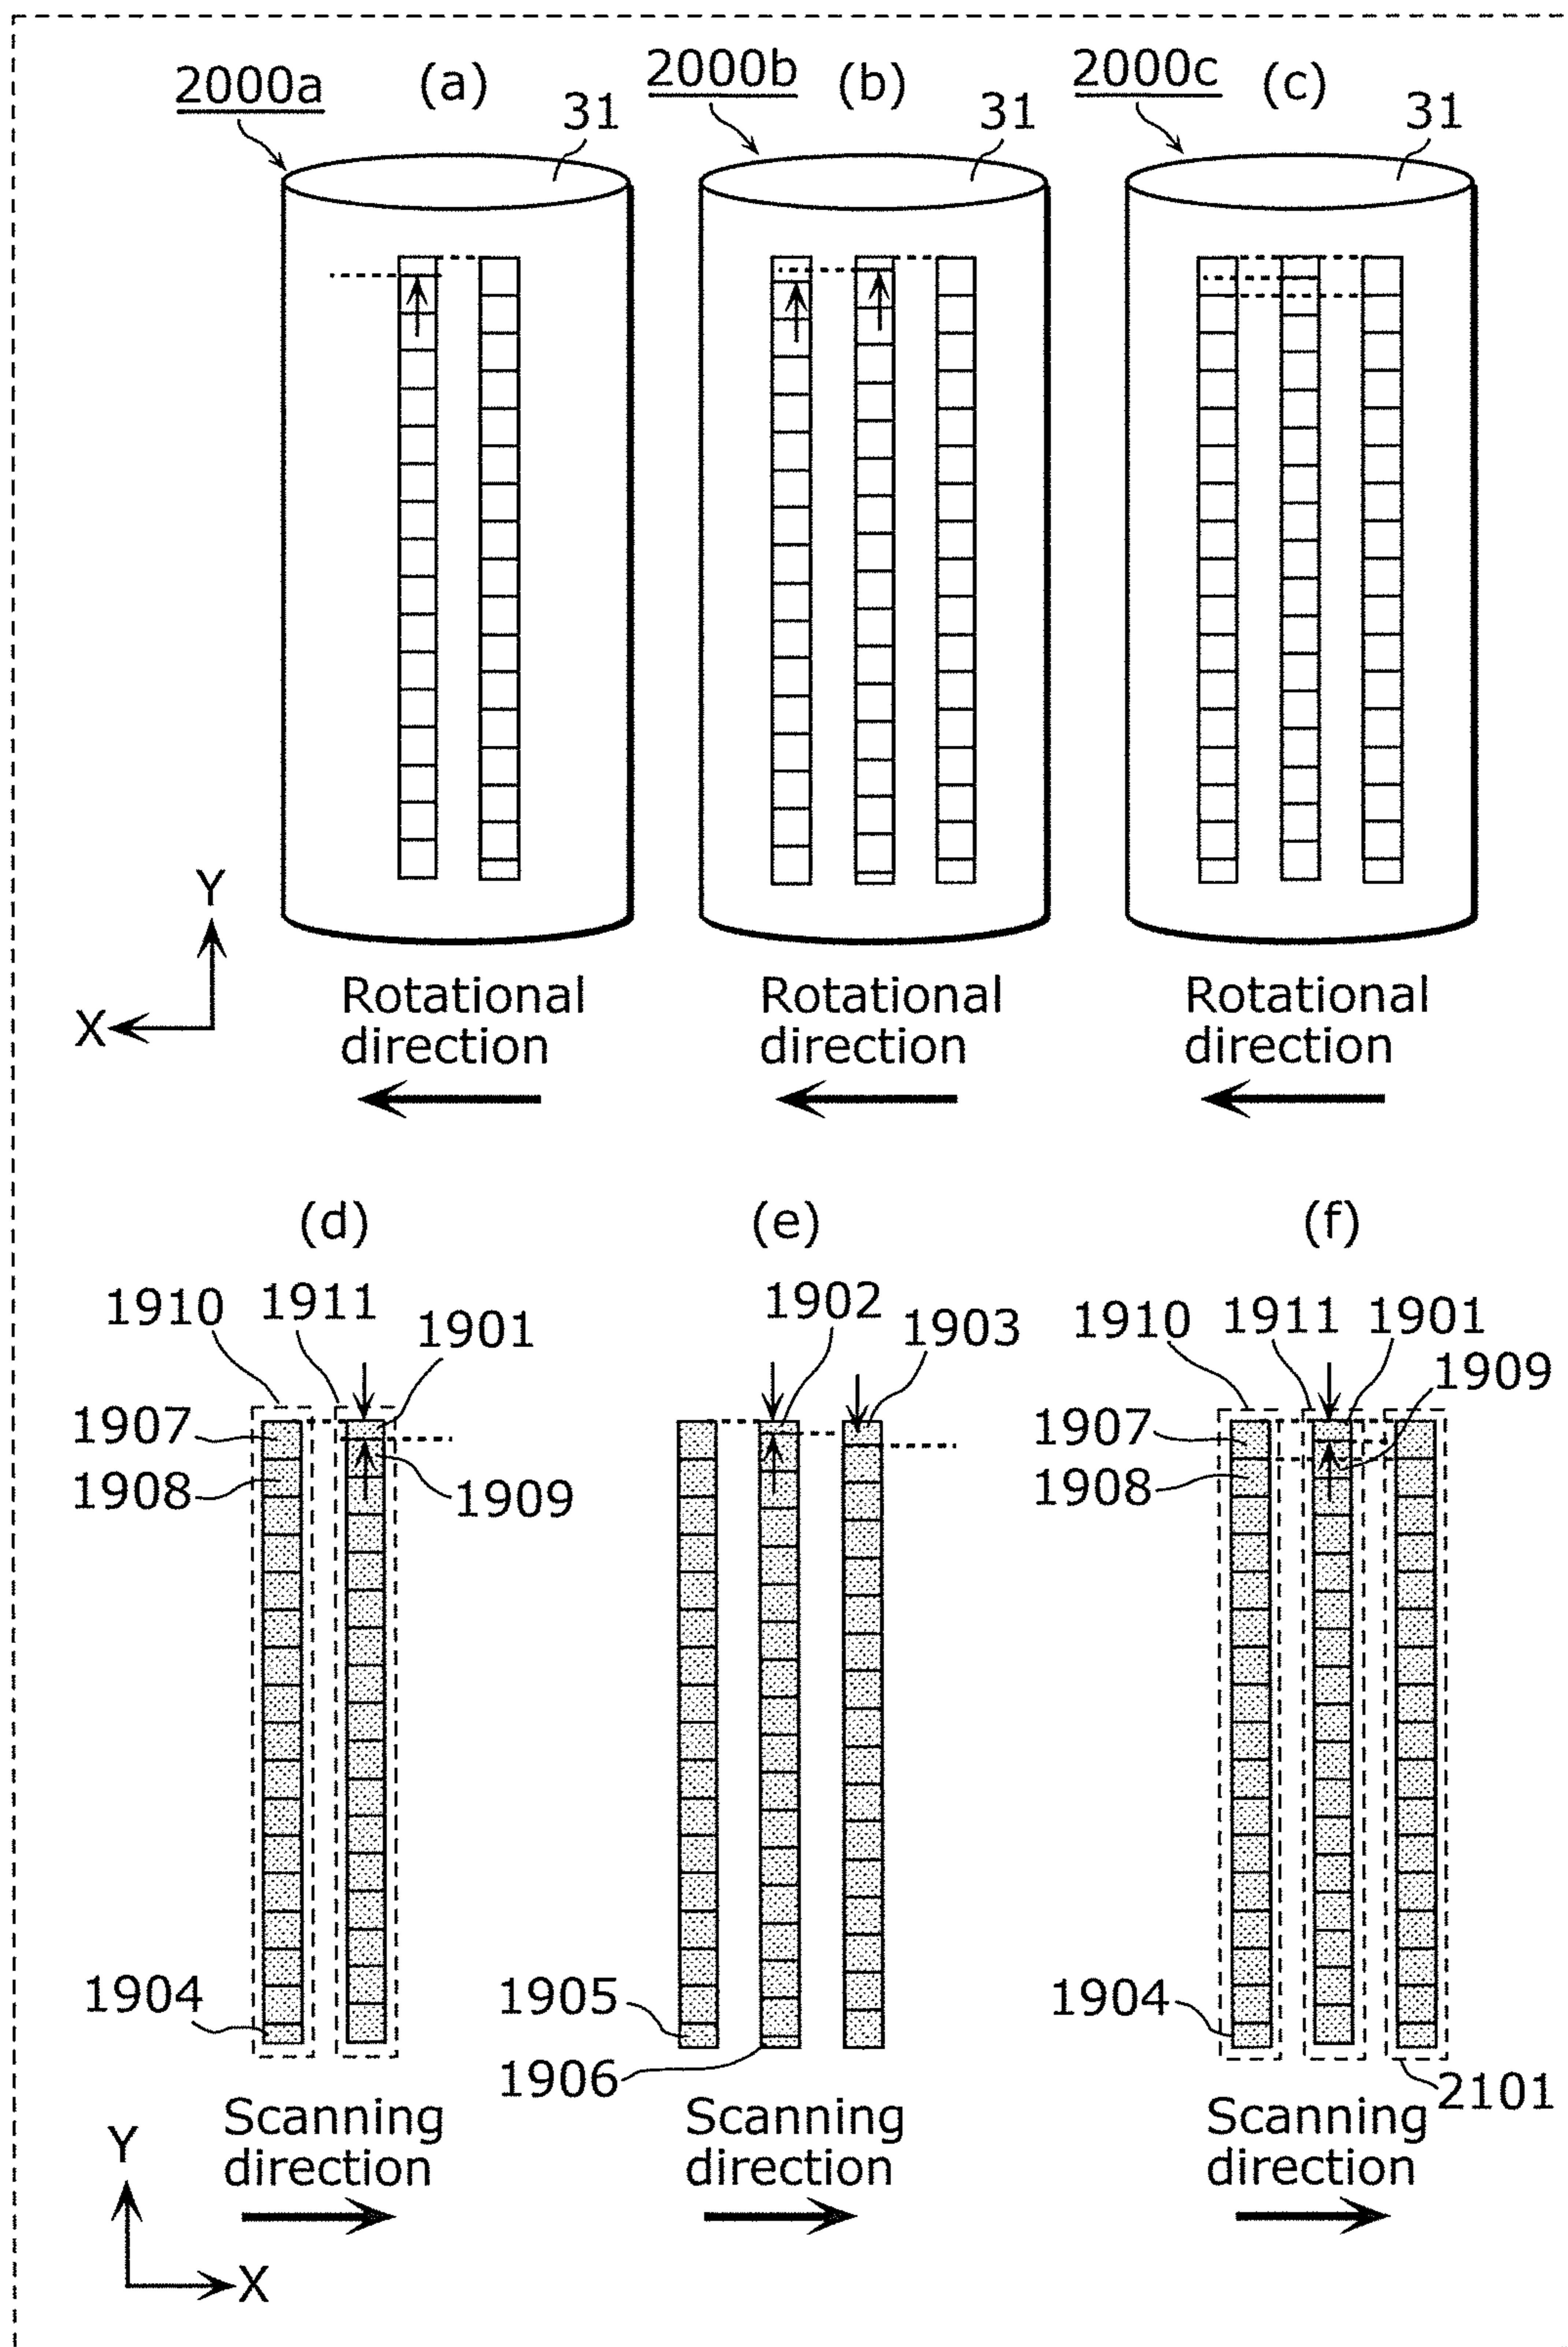 2000a (a) 2000b (b) 2000c (c)
31 31 31
Y
X
Rotational direction
Rotational direction
Rotational direction
(d) (e) (f)
1910 1911 1901
1907
1908
1909
1904
1902
1903
1905
1906
1910 1911 1901
1909
1907
1908
1904
2101
Scanning direction
Scanning direction
Scanning direction
Y
X